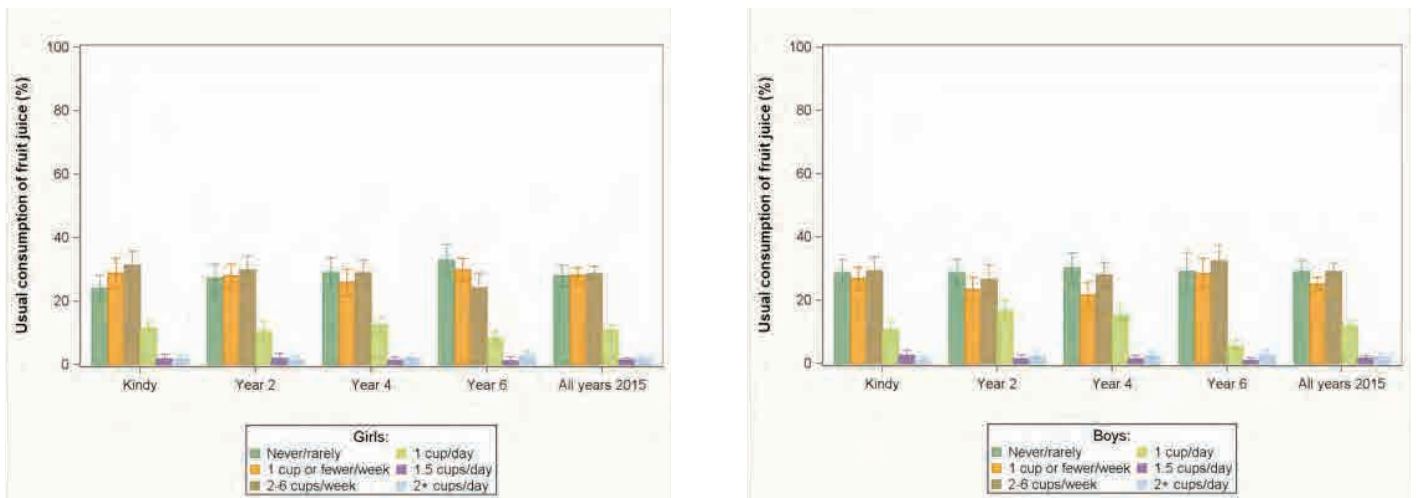 Usual consumption of fruit juice (%)
100
80
60
40
20
0
Kindy Year 2 Year 4 Year 6 All years 2015
Girls:
Never/rarely 1 cup/day
1 cup or fewer/week 1.5 cups/day
2-6 cups/week 2+ cups/day
Usual consumption of fruit juice (%)
100
80
60
40
20
0
Kindy Year 2 Year 4 Year 6 All years 2015
Boys:
Never/rarely 1 cup/day
1 cup or fewer/week 1.5 cups/day
2-6 cups/week 2+ cups/day